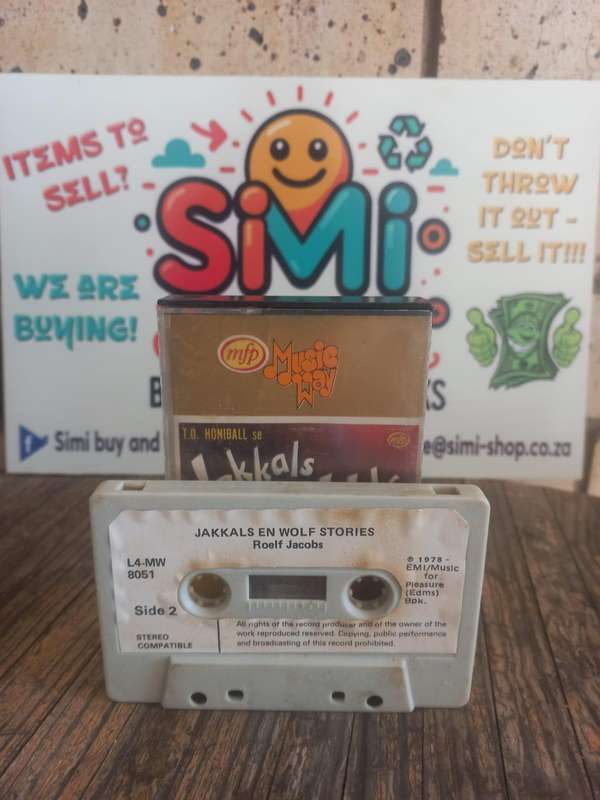 ITEMS TO
SELL?
SiMi
DON'T
THROW
IT OUT -
SELL IT!!!
WE ARE
BUYING!
Simi buy and
e@simi-shop.co.za
mfp
Music
Way
T.O. HONIBALL se
mfp
Jakkals
JAKKALS EN WOLF STORIES
Roelf Jacobs
L4-MW
8051
℗ 1978 -
EMI/Music
for
Pleasure
(Edms)
Bpk.
Side 2
STEREO
COMPATIBLE
All rights of the record producer and of the owner of the
work reproduced reserved. Copying, public performance
and broadcasting of this record prohibited.